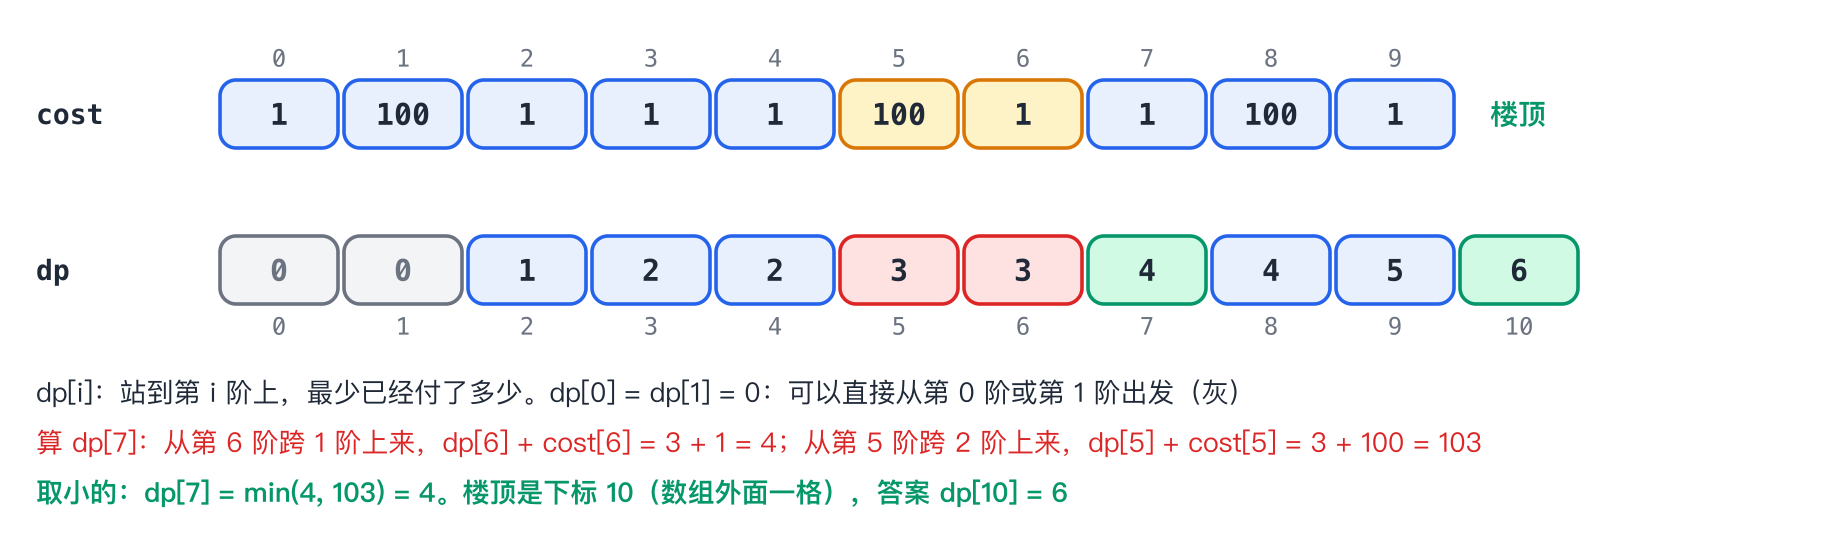 0 1 2 3 4 5 6 7 8 9
cost 1 100 1 1 1 100 1 1 100 1 楼顶
dp 0 0 1 2 2 3 3 4 4 5 6
0 1 2 3 4 5 6 7 8 9 10
dp[i]：站到第 i 阶上，最少已经付了多少。dp[0] = dp[1] = 0：可以直接从第 0 阶或第 1 阶出发（灰）
算 dp[7]：从第 6 阶跨 1 阶上来，dp[6] + cost[6] = 3 + 1 = 4；从第 5 阶跨 2 阶上来，dp[5] + cost[5] = 3 + 100 = 103
取小的：dp[7] = min(4, 103) = 4。楼顶是下标 10（数组外面一格），答案 dp[10] = 6